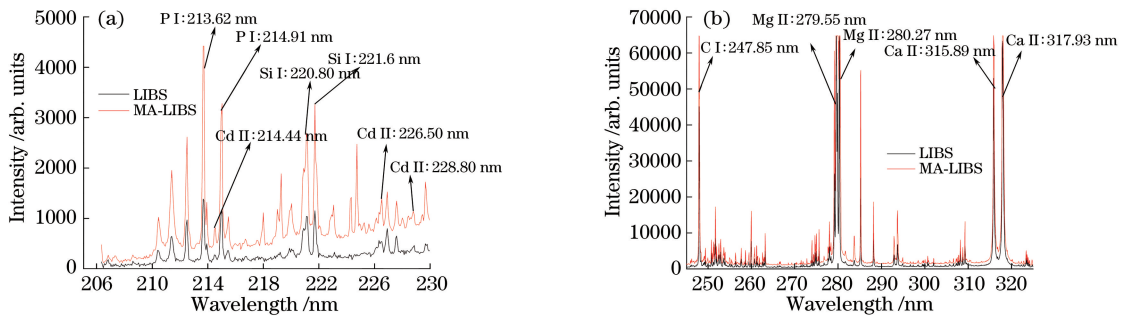 (a)
5000
4000
3000
2000
1000
0
Intensity /arb. units
P I:213.62 nm
P I:214.91 nm
Si I:220.80 nm
Si I:221.6 nm
Cd II:214.44 nm
Cd II:226.50 nm
Cd II:228.80 nm
LIBS
MA-LIBS
206
210
214
218
222
226
230
Wavelength /nm
(b)
70000
60000
50000
40000
30000
20000
10000
0
Intensity /arb. units
Mg II:279.55 nm
Mg II:280.27 nm
C I:247.85 nm
Ca II:315.89 nm
Ca II:317.93 nm
LIBS
MA-LIBS
250
260
270
280
290
300
310
320
Wavelength /nm